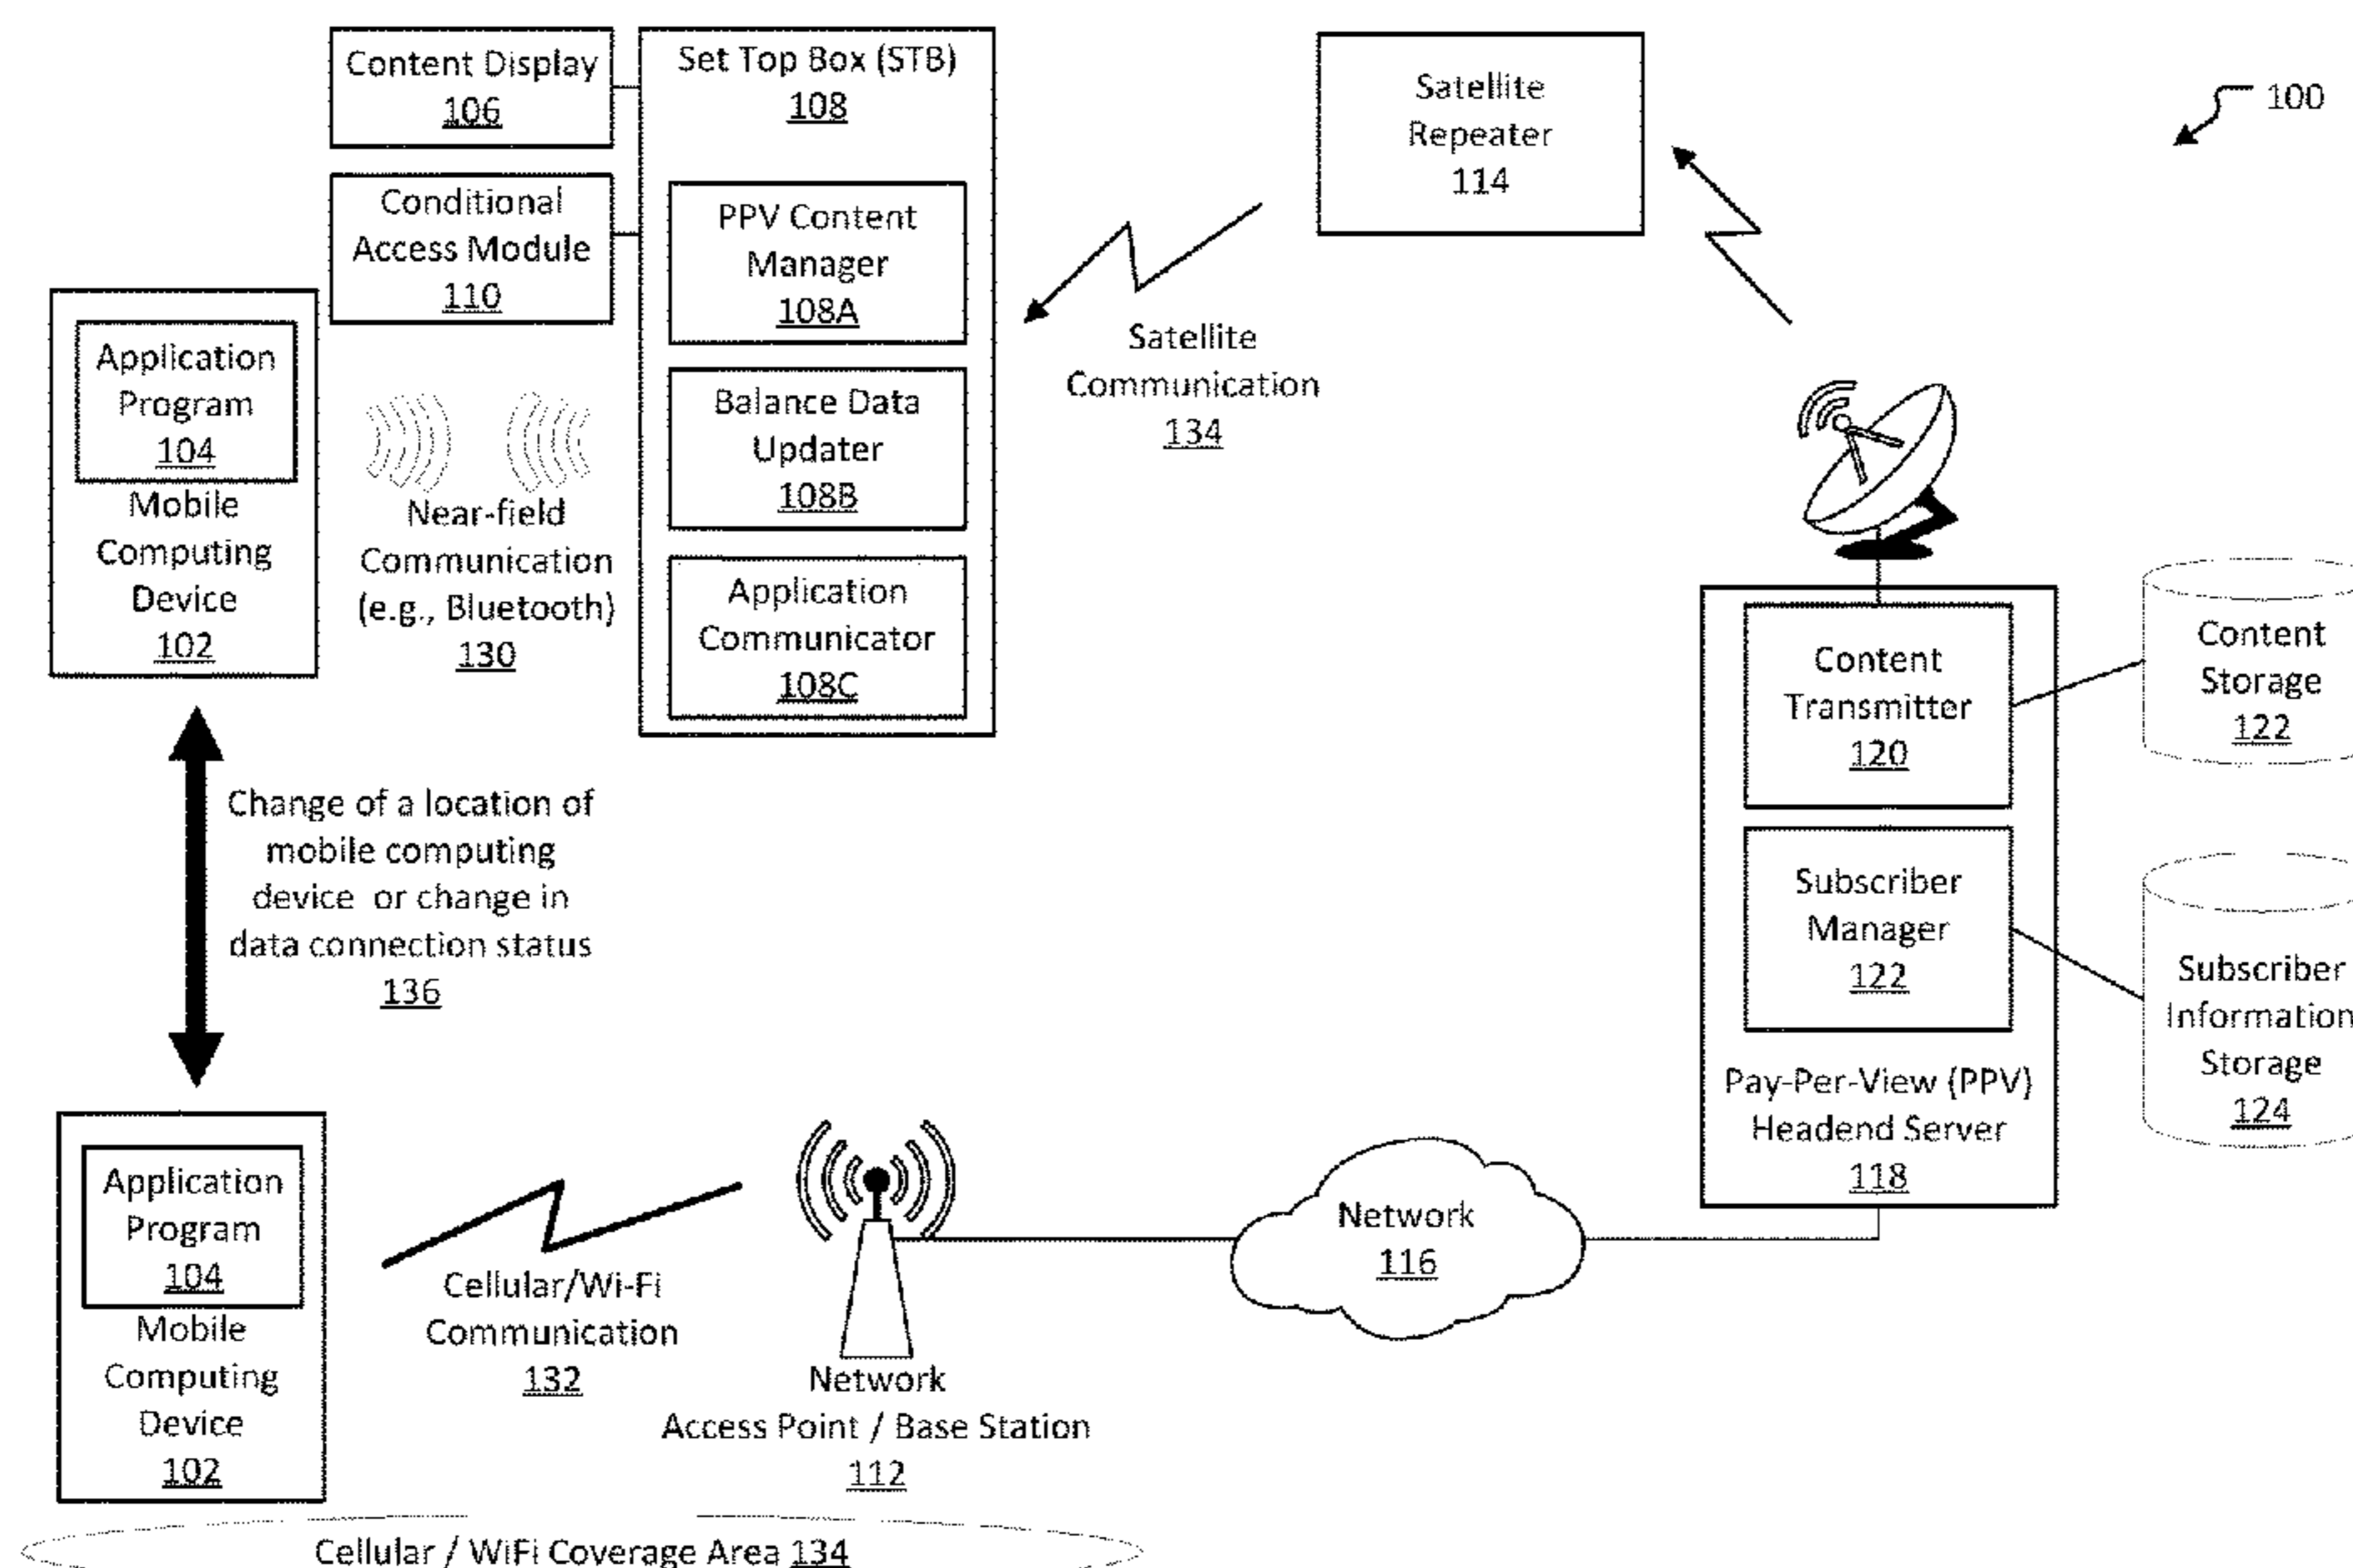 Content Display
106
Conditional
Access Module
110
Set Top Box (STB)
108
PPV Content
Manager
108A
Balance Data
Updater
108B
Application
Communicator
108C
Satellite
Repeater
114
100
Satellite
Communication
134
Application
Program
104
Mobile
Computing
Device
102
Near-field
Communication
(e.g., Bluetooth)
130
Content
Transmitter
120
Content
Storage
122
Subscriber
Manager
122
Subscriber
Information
Storage
124
Pay-Per-View (PPV)
Headend Server
118
Change of a location of
mobile computing
device or change in
data connection status
136
Application
Program
104
Mobile
Computing
Device
102
Cellular/Wi-Fi
Communication
132
Network
Access Point / Base Station
112
Network
116
Cellular / WiFi Coverage Area 134